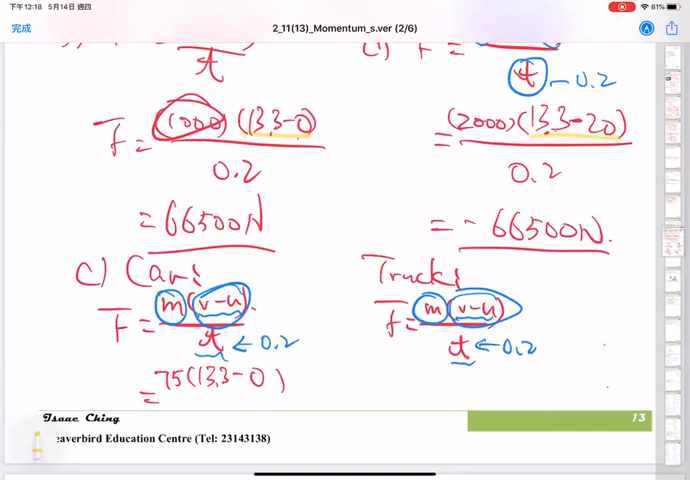 下午12:18 5月14日 週四
81%
完成
2_11(13)_Momentum_s.ver (2/6)
t
t ← 0.2
F = (1000)(13.3-0) / 0.2
= (2000)(13.3-20) / 0.2
= 66500N
= -66500N.
c) Car:
Truck:
F = m(v-u) / t ← 0.2
F = m(v-u) / t ← 0.2
= 75(13.3-0)
Isaac Ching
13
eaverbird Education Centre (Tel: 23143138)